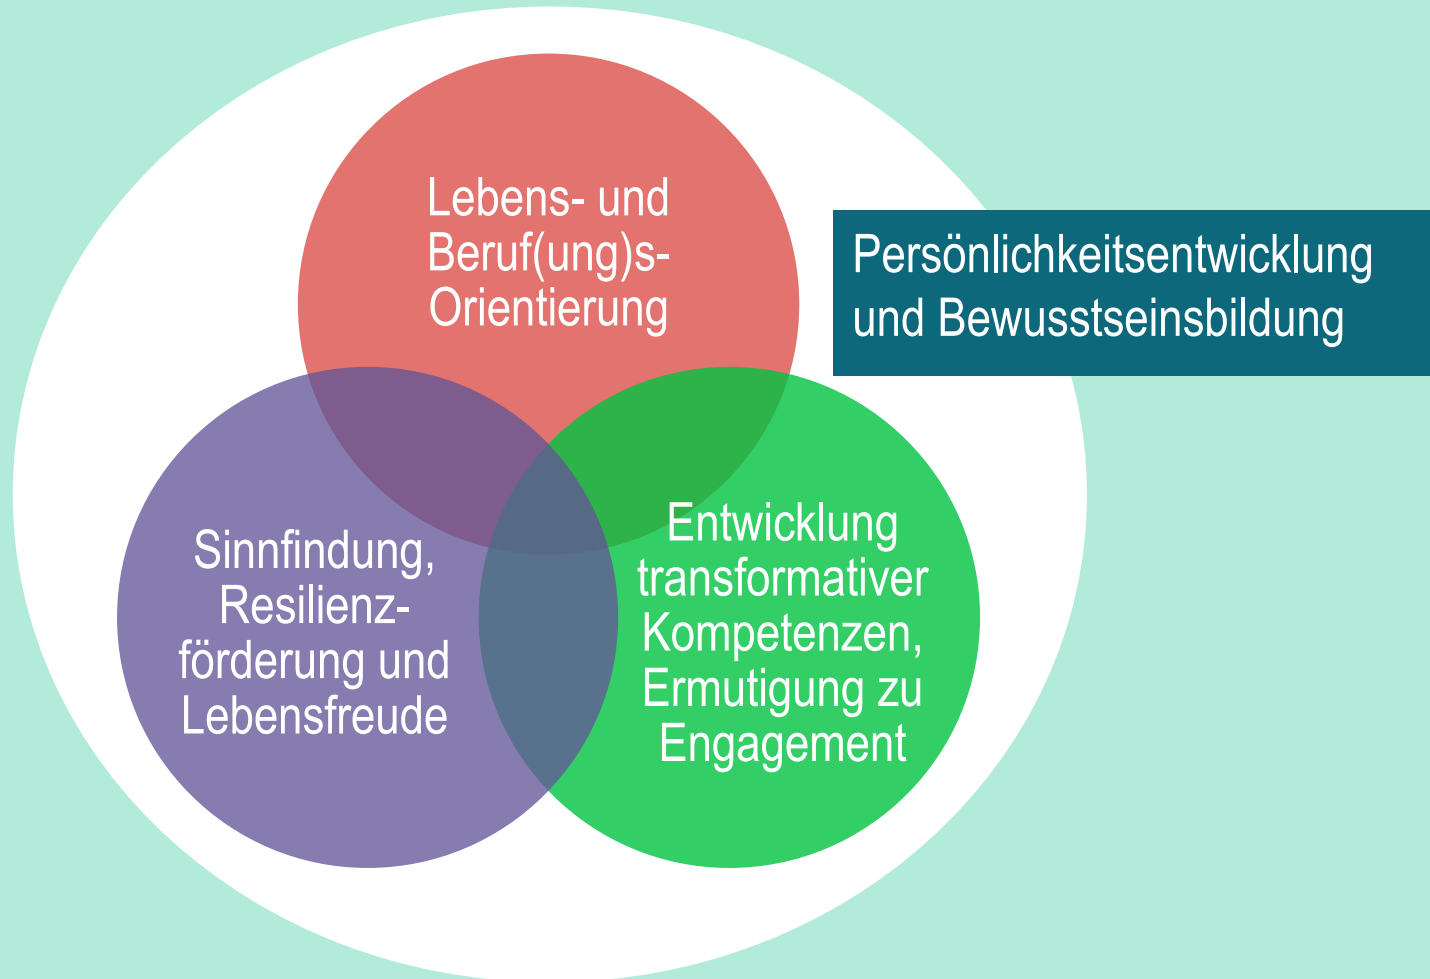 Lebens- und
Beruf(ung)s-
Orientierung
Persönlichkeitsentwicklung
und Bewusstseinsbildung
Sinnfindung,
Resilienz-
förderung und
Lebensfreude
Entwicklung
transformativer
Kompetenzen,
Ermutigung zu
Engagement